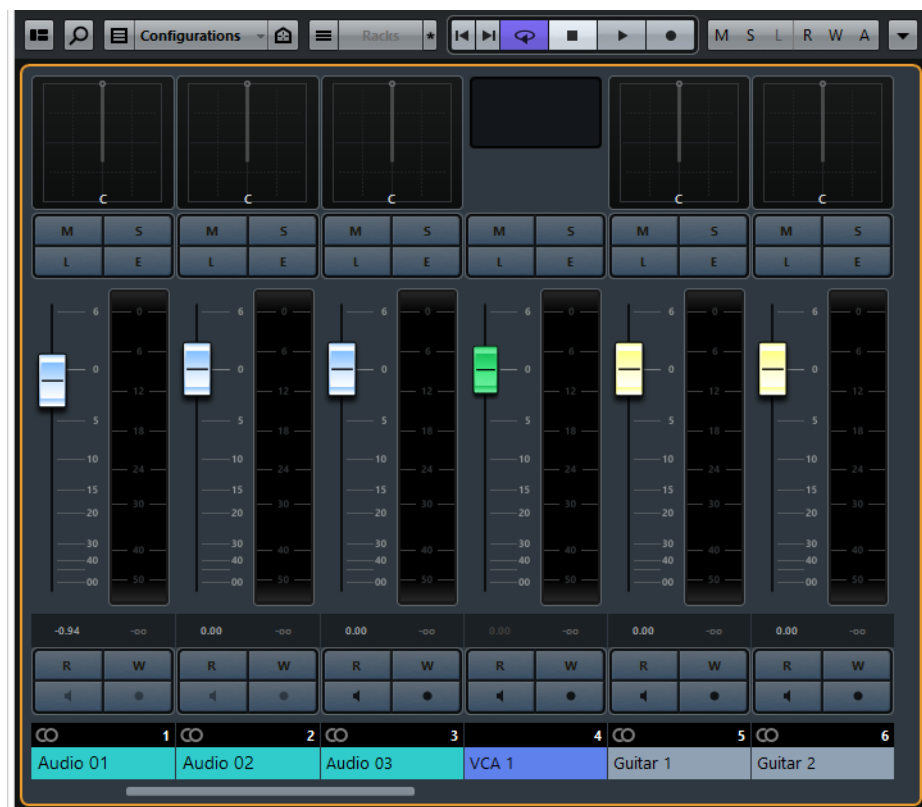 Configurations Racks * M S L R W A
C C C C C
M S M S M S M S M S M S
L E L E L E L E L E L E
6 0 6 0 6 0 6 0 6 0 6 0
0 6 0 6 0 6 0 6 0 6 0 6
12 12 12 12 12 12
5 18 5 18 5 18 5 18 5 18 5 18
10 24 10 24 10 24 10 24 10 24 10 24
15 30 15 30 15 30 15 30 15 30 15 30
20 20 20 20 20 20
30 40 30 40 30 40 30 40 30 40 30 40
40 40 40 40 40 40
00 50 00 50 00 50 00 50 00 50 00 50
-0.94 -oo 0.00 -oo 0.00 -oo 0.00 -oo 0.00 -oo 0.00 -oo
R W R W R W R W R W R W
1 2 3 4 5 6
Audio 01 Audio 02 Audio 03 VCA 1 Guitar 1 Guitar 2